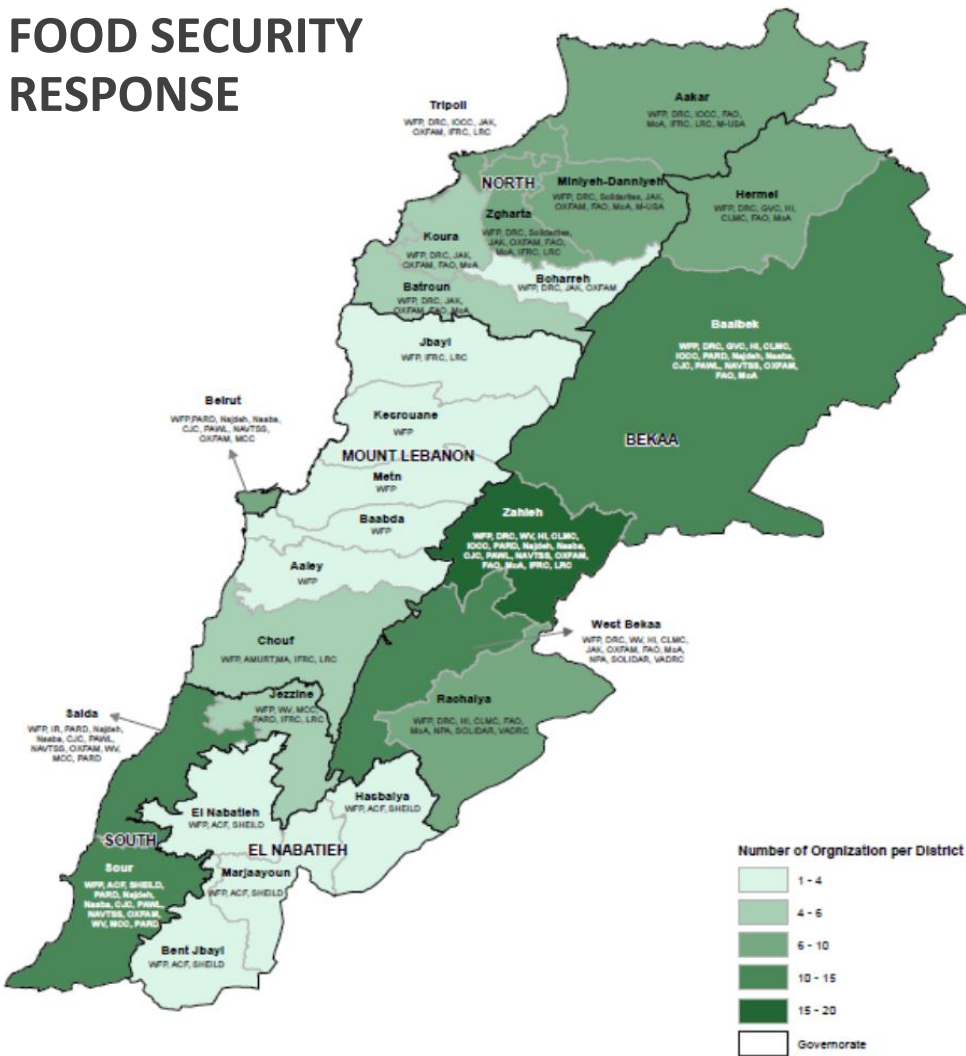 FOOD SECURITY
RESPONSE
Tripoli
WFP, DRC, IOCC, JAK,
OXFAM, IFRC, LRC
Aakar
WFP, DRC, IOCC, FAO,
MoA, IFRC, LRC, M-USA
NORTH
Miniyeh-Danniyeh
WFP, DRC, Solidarites, JAK,
OXFAM, FAO, MoA, M-USA
Hermel
WFP, DRC, GVC, HI,
CLMC, FAO, MoA
Zgharta
WFP, DRC, Solidarites,
JAK, OXFAM, FAO,
MoA, IFRC, LRC
Koura
WFP, DRC, JAK,
OXFAM, FAO, MoA
Boharreh
WFP, DRC, JAK, OXFAM
Batroun
WFP, DRC, JAK,
OXFAM, FAO, MoA
Baalbek
WFP, DRC, GVC, HI, CLMC,
IOCC, PARD, Najdeh, Naaba,
CJC, PAWL, NAVTSS, OXFAM,
FAO, MoA
Jbayl
WFP, IFRC, LRC
Beirut
WFP,PARD, Najdeh, Naaba,
CJC, PAWL, NAVTSS,
OXFAM, MCC
Kesrouane
WFP
BEKAA
MOUNT LEBANON
Metn
WFP
Baabda
WFP
Zahleh
WFP, DRC, WV, HI, CLMC,
IOCC, PARD, Najdeh, Naaba,
CJC, PAWL, NAVTSS, OXFAM,
FAO, MoA, IFRC, LRC
Aaley
WFP
West Bekaa
WFP, DRC, WV, HI, CLMC,
JAK, OXFAM, FAO, MoA,
NPA, SOLIDAR, VADRC
Chouf
WFP, AMURT,MA, IFRC, LRC
Jezzine
WFP, WV, MCC,
PARD, IFRC, LRC
Rachaiya
WFP, DRC, HI, CLMC, FAO,
MoA, NPA, SOLIDAR, VADRC
Saida
WFP, IR, PARD, Najdeh,
Naaba, CJC, PAWL,
NAVTSS, OXFAM, WV,
MCC, PARD
Hasbaiya
WFP, ACF, SHEILD
El Nabatieh
WFP, ACF, SHEILD
SOUTH
EL NABATIEH
Sour
WFP, ACF, SHEILD,
PARD, Najdeh,
Naaba, CJC, PAWL,
NAVTSS, OXFAM,
WV, MCC, PARD
Marjaayoun
WFP, ACF, SHEILD
Bent Jbayl
WFP, ACF, SHEILD
Number of Orgnization per District
1 - 4
4 - 6
6 - 10
10 - 15
15 - 20
Governorate